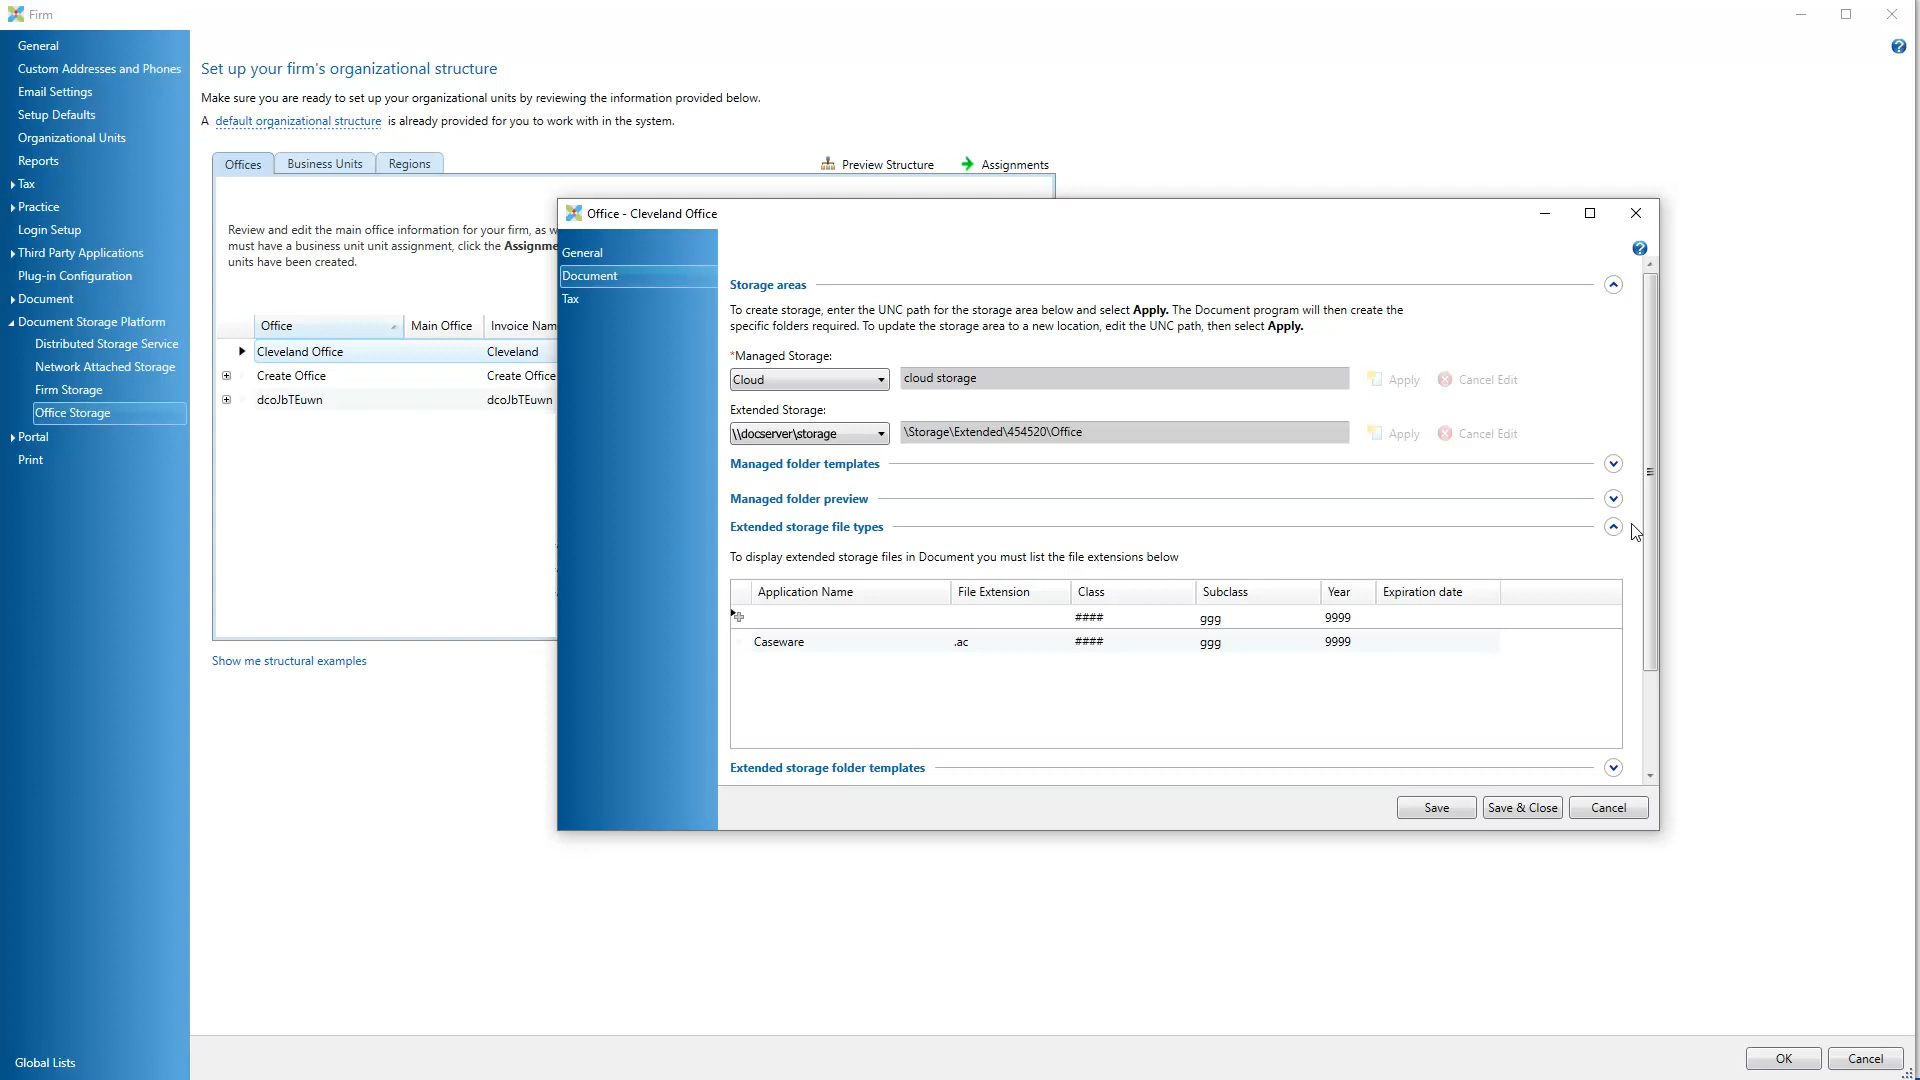 Firm
General
Custom Addresses and Phones
Email Settings
Setup Defaults
Organizational Units
Reports
Tax
Practice
Login Setup
Third Party Applications
Plug-in Configuration
Document
Document Storage Platform
Distributed Storage Service
Network Attached Storage
Firm Storage
Office Storage
Portal
Print
Global Lists
Set up your firm's organizational structure
Make sure you are ready to set up your organizational units by reviewing the information provided below.
A default organizational structure is already provided for you to work with in the system.
Offices Business Units Regions Preview Structure Assignments
Review and edit the main office information for your firm, as w
must have a business unit unit assignment, click the Assignme
units have been created.
Office Main Office Invoice Nam
Cleveland Office Cleveland
Create Office Create Office
dcoJbTEuwn dcoJbTEuwn
Show me structural examples
Office - Cleveland Office
General
Document
Tax
Storage areas
To create storage, enter the UNC path for the storage area below and select Apply. The Document program will then create the
specific folders required. To update the storage area to a new location, edit the UNC path, then select Apply.
*Managed Storage:
Cloud cloud storage Apply Cancel Edit
Extended Storage:
\\docserver\storage \Storage\Extended\454520\Office Apply Cancel Edit
Managed folder templates
Managed folder preview
Extended storage file types
To display extended storage files in Document you must list the file extensions below
Application Name File Extension Class Subclass Year Expiration date
#### ggg 9999
Caseware .ac #### ggg 9999
Extended storage folder templates
Save Save & Close Cancel
OK Cancel